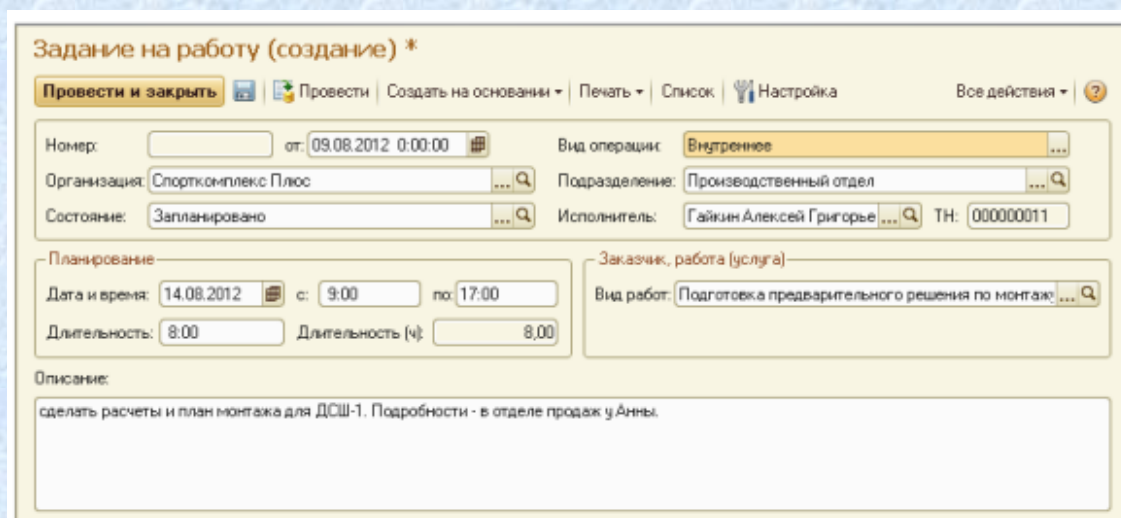 Задание на работу (создание) *
Провести и закрыть Провести Создать на основании Печать Список Настройка Все действия ?
Номер: от: 09.08.2012 0:00:00 Вид операции: Внутреннее ...
Организация: Спорткомплекс Плюс ... Подразделение: Производственный отдел ...
Состояние: Запланировано ... Исполнитель: Гайкин Алексей Григорье ... ТН: 000000011
Планирование Заказчик, работа (услуга)
Дата и время: 14.08.2012 с: 9:00 по: 17:00 Вид работ: Подготовка предварительного решения по монтажу ...
Длительность: 8:00 Длительность (ч): 8,00
Описание:
сделать расчеты и план монтажа для ДСШ-1. Подробности - в отделе продаж у Анны.